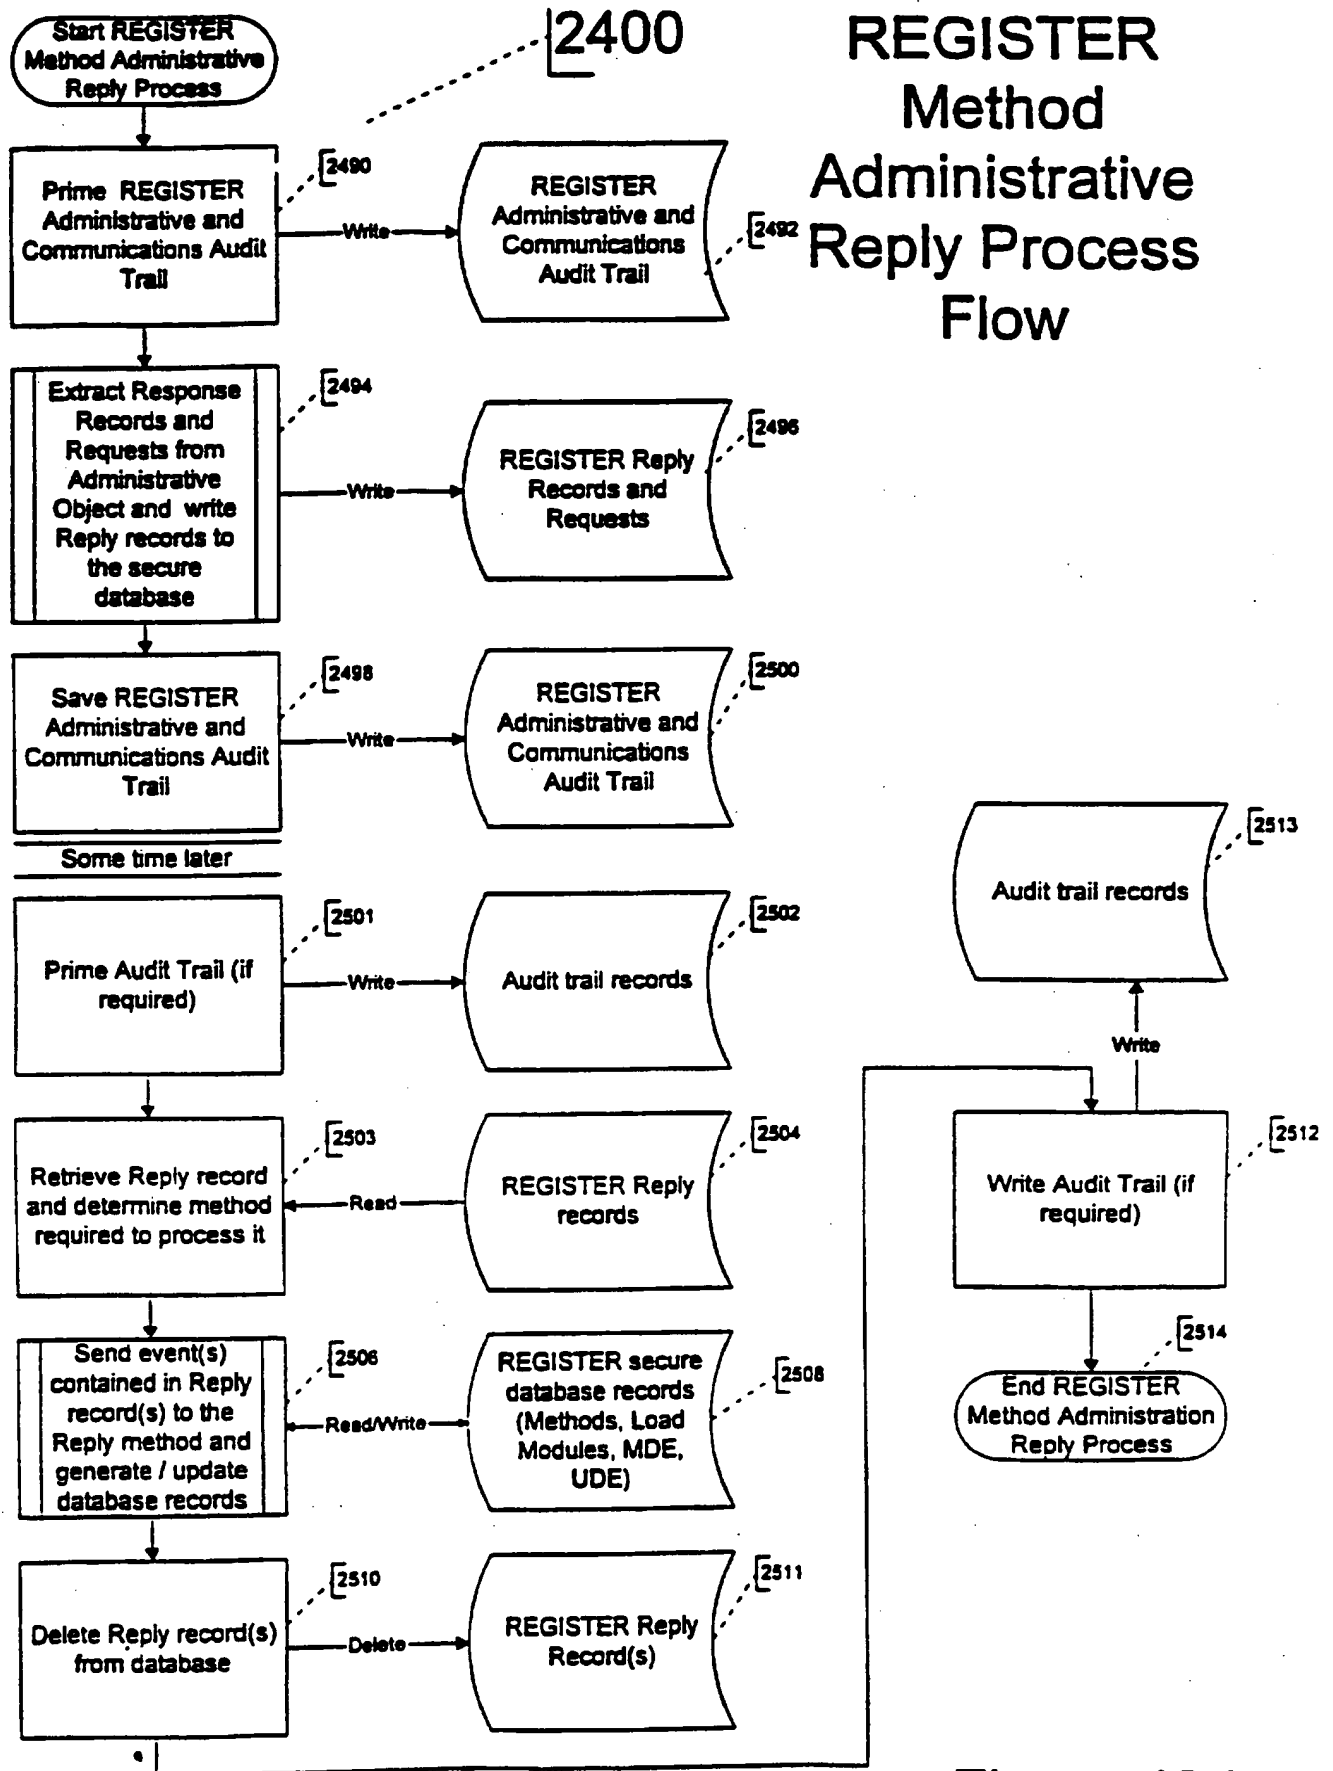 Start REGISTER
Method Administrative
Reply Process
2400
REGISTER
Method
Administrative
Reply Process
Flow
Prime REGISTER
Administrative and
Communications Audit
Trail
2490
Write
REGISTER
Administrative and
Communications
Audit Trail
2492
Extract Response
Records and
Requests from
Administrative
Object and write
Reply records to
the secure
database
2494
Write
REGISTER Reply
Records and
Requests
2496
Save REGISTER
Administrative and
Communications Audit
Trail
2498
Write
REGISTER
Administrative and
Communications
Audit Trail
2500
Some time later
Prime Audit Trail (if
required)
2501
Write
Audit trail records
2502
Retrieve Reply record
and determine method
required to process it
2503
Read
REGISTER Reply
records
2504
Send event(s)
contained in Reply
record(s) to the
Reply method and
generate / update
database records
2506
Read/Write
REGISTER secure
database records
(Methods, Load
Modules, MDE,
UDE)
2508
Delete Reply record(s)
from database
2510
Delete
REGISTER Reply
Record(s)
2511
Audit trail records
2513
Write
Write Audit Trail (if
required)
2512
2514
End REGISTER
Method Administration
Reply Process